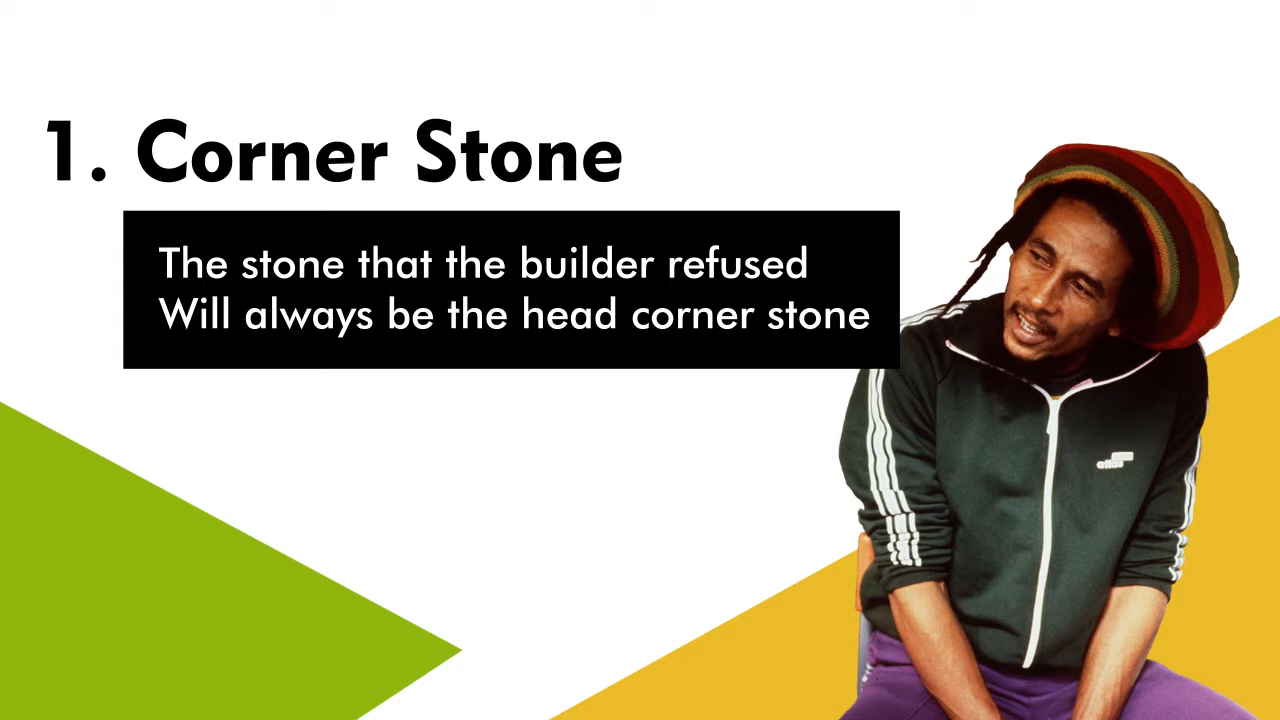 1. Corner Stone
The stone that the builder refused
Will always be the head corner stone